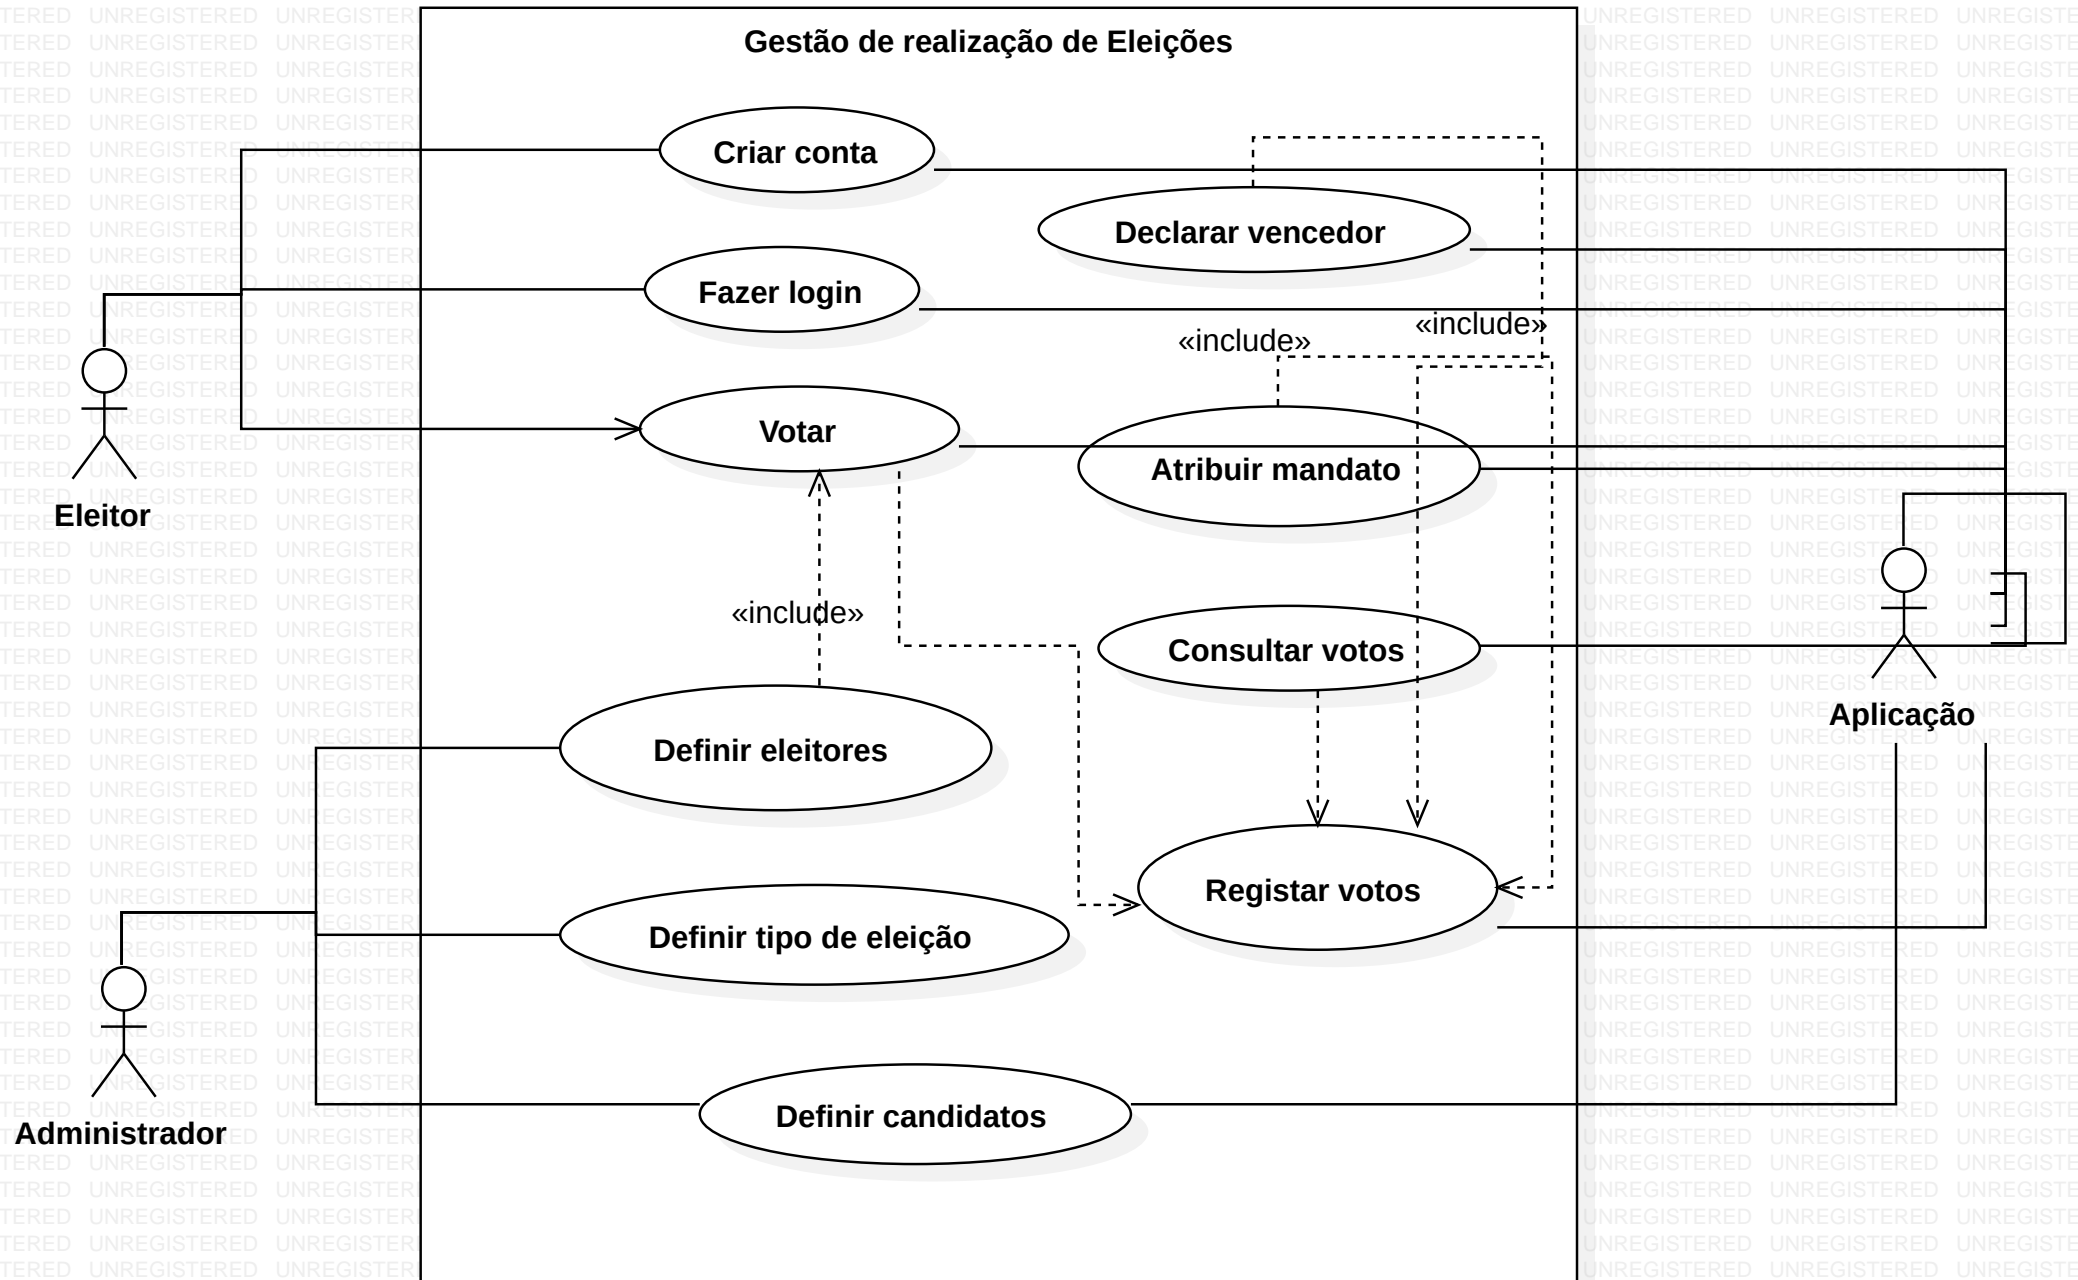 Gestão de realização de Eleições
Criar conta
Declarar vencedor
Fazer login
«include»
«include»
Votar
Atribuir mandato
Eleitor
«include»
Consultar votos
Aplicação
Definir eleitores
Registar votos
Definir tipo de eleição
Definir candidatos
Administrador
UNREGISTERED